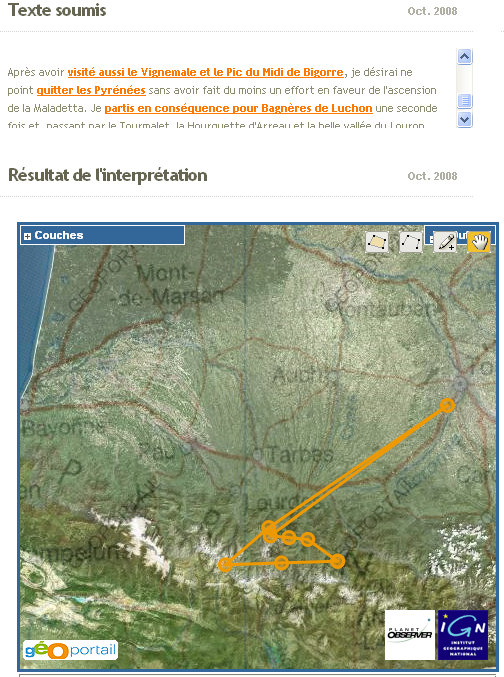 Texte soumis
Oct. 2008
Après avoir visité aussi le Vignemale et le Pic du Midi de Bigorre, je désirai ne
point quitter les Pyrénées sans avoir fait du moins un effort en faveur de l'ascension
de la Maladetta. Je partis en conséquence pour Bagnères de Luchon une seconde
fois et, passant par le Tourmalet, la Hourquette d'Arreau et la belle vallée du Louron,
Résultat de l'interprétation
Oct. 2008
Couches
Mont-
de-Marsan
Montauban
Auch
Bayonne
Pau
Tarbes
Lourdes
géoportail
PLANET
OBSERVER
IGN
INSTITUT
GEOGRAPHIQUE
NATIONAL